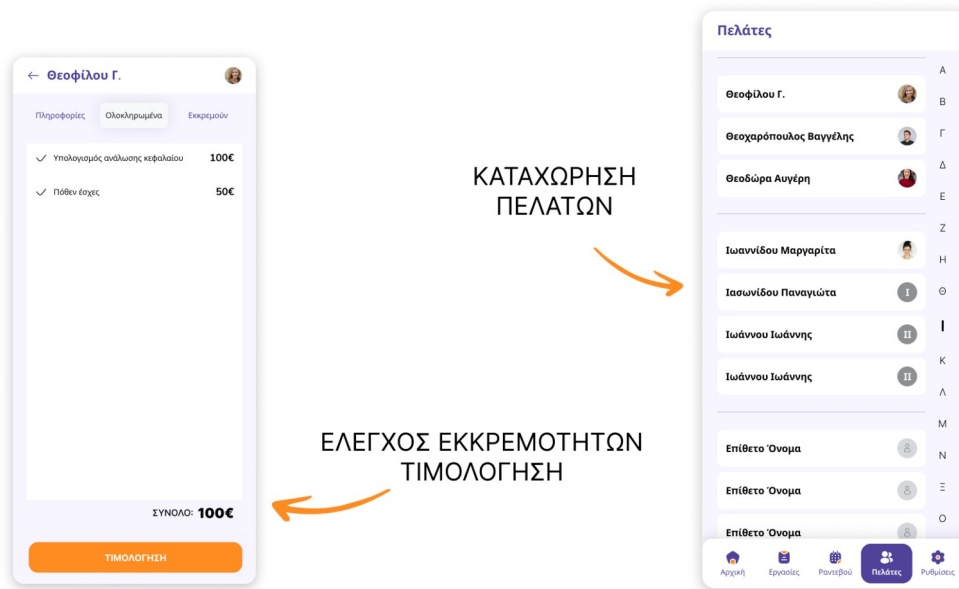 ← Θεοφίλου Γ.
Πληροφορίες Ολοκληρωμένα Εκκρεμούν
Υπολογισμός ανάλωσης κεφαλαίου 100€
Πόθεν έσχες 50€
ΣΥΝΟΛΟ: 100€
ΤΙΜΟΛΟΓΗΣΗ
ΚΑΤΑΧΩΡΗΣΗ
ΠΕΛΑΤΩΝ
ΕΛΕΓΧΟΣ ΕΚΚΡΕΜΟΤΗΤΩΝ
ΤΙΜΟΛΟΓΗΣΗ
Πελάτες
Θεοφίλου Γ.
Θεοχαρόπουλος Βαγγέλης
Θεοδώρα Αυγέρη
Ιωαννίδου Μαργαρίτα
Ιασωνίδου Παναγιώτα Ι
Ιωάννου Ιωάννης ΙΙ
Ιωάννου Ιωάννης ΙΙ
Επίθετο Όνομα
Επίθετο Όνομα
Επίθετο Όνομα
Α
Β
Γ
Δ
Ε
Ζ
Η
Θ
Ι
Κ
Λ
Μ
Ν
Ξ
Ο
Αρχική Εργασίες Ραντεβού Πελάτες Ρυθμίσεις